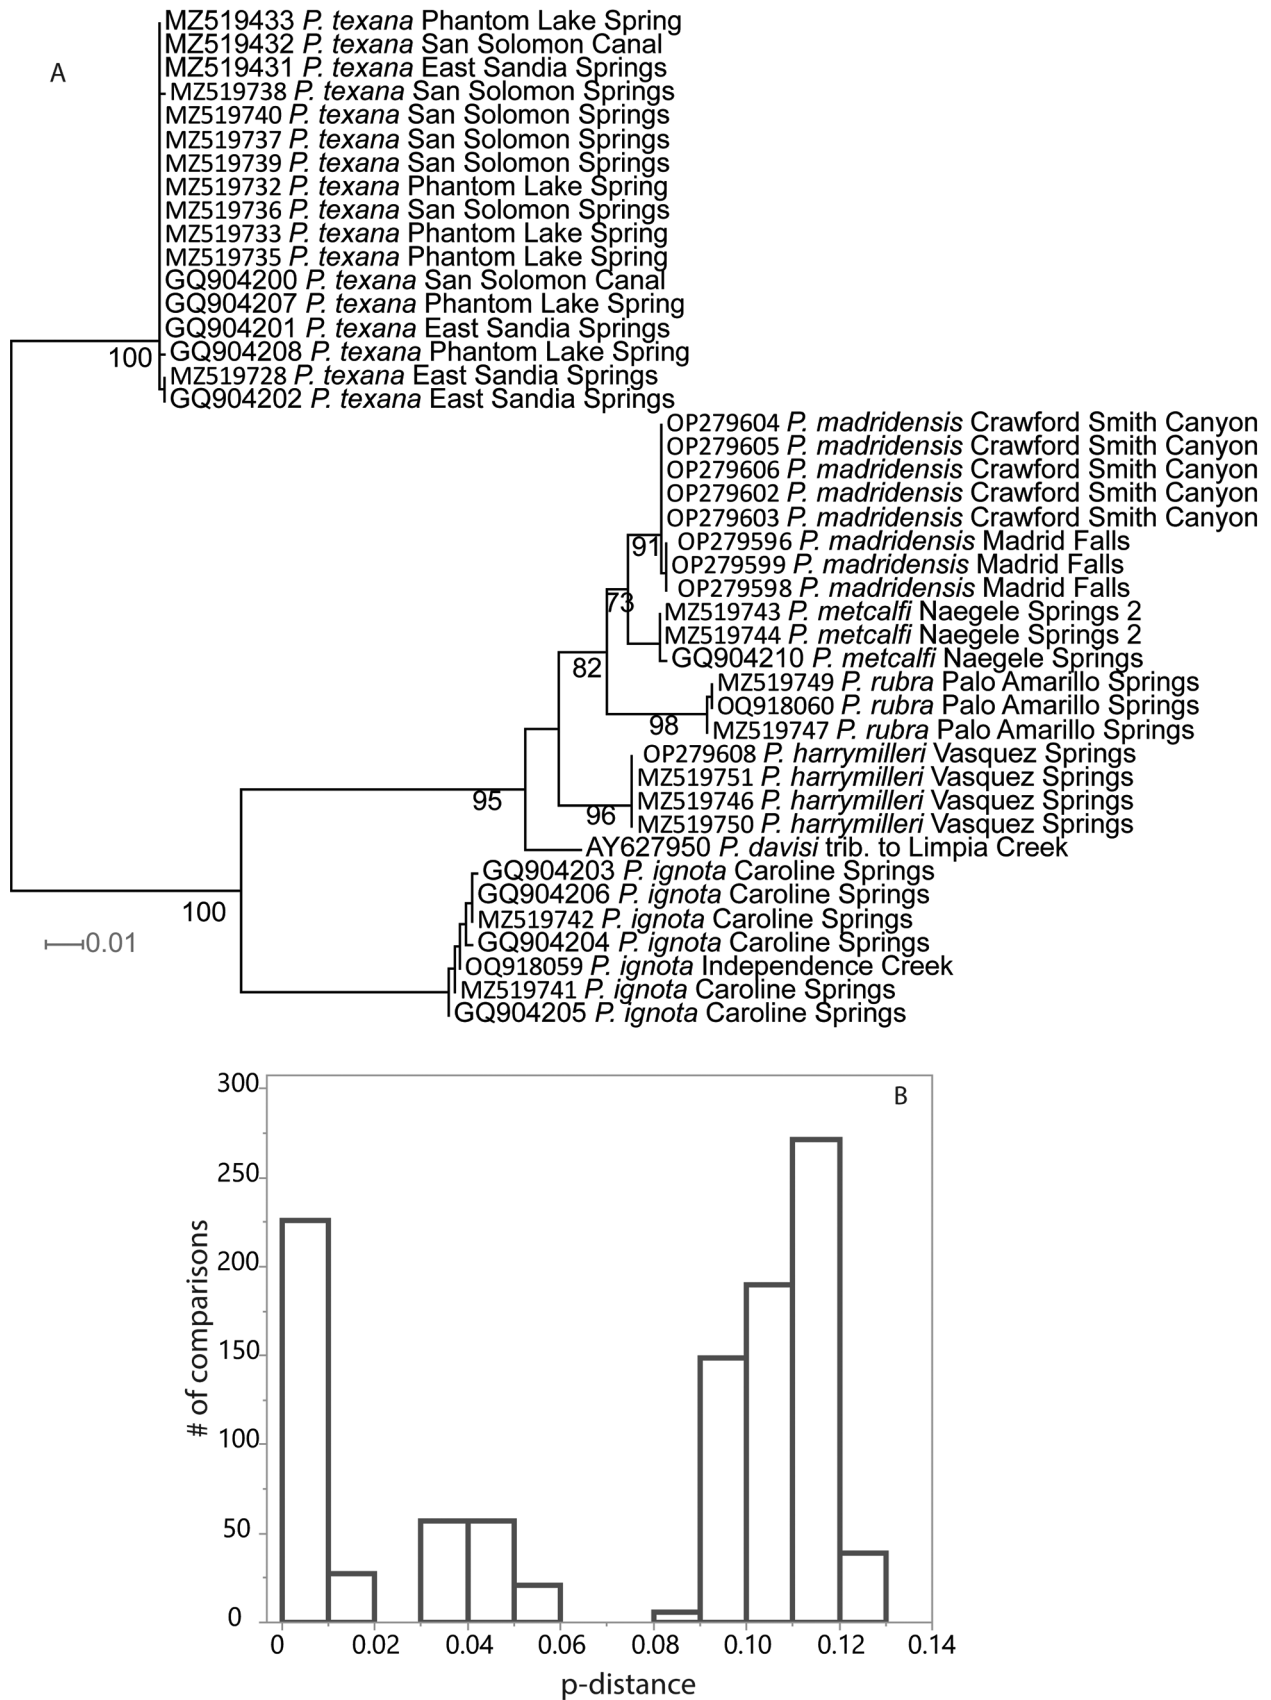 A
MZ519433 P. texana Phantom Lake Spring
MZ519432 P. texana San Solomon Canal
MZ519431 P. texana East Sandia Springs
MZ519738 P. texana San Solomon Springs
MZ519740 P. texana San Solomon Springs
MZ519737 P. texana San Solomon Springs
MZ519739 P. texana San Solomon Springs
MZ519732 P. texana Phantom Lake Spring
MZ519736 P. texana San Solomon Springs
MZ519733 P. texana Phantom Lake Spring
MZ519735 P. texana Phantom Lake Spring
GQ904200 P. texana San Solomon Canal
GQ904207 P. texana Phantom Lake Spring
GQ904201 P. texana East Sandia Springs
GQ904208 P. texana Phantom Lake Spring
MZ519728 P. texana East Sandia Springs
GQ904202 P. texana East Sandia Springs
100
OP279604 P. madridensis Crawford Smith Canyon
OP279605 P. madridensis Crawford Smith Canyon
OP279606 P. madridensis Crawford Smith Canyon
OP279602 P. madridensis Crawford Smith Canyon
OP279603 P. madridensis Crawford Smith Canyon
OP279596 P. madridensis Madrid Falls
OP279599 P. madridensis Madrid Falls
OP279598 P. madridensis Madrid Falls
91
73
MZ519743 P. metcalfi Naegele Springs 2
MZ519744 P. metcalfi Naegele Springs 2
GQ904210 P. metcalfi Naegele Springs
82
MZ519749 P. rubra Palo Amarillo Springs
OQ918060 P. rubra Palo Amarillo Springs
MZ519747 P. rubra Palo Amarillo Springs
98
OP279608 P. harrymilleri Vasquez Springs
MZ519751 P. harrymilleri Vasquez Springs
MZ519746 P. harrymilleri Vasquez Springs
MZ519750 P. harrymilleri Vasquez Springs
95
96
AY627950 P. davisi trib. to Limpia Creek
GQ904203 P. ignota Caroline Springs
GQ904206 P. ignota Caroline Springs
MZ519742 P. ignota Caroline Springs
GQ904204 P. ignota Caroline Springs
OQ918059 P. ignota Independence Creek
MZ519741 P. ignota Caroline Springs
GQ904205 P. ignota Caroline Springs
100
0.01
B
300
250
200
150
100
50
0
# of comparisons
0 0.02 0.04 0.06 0.08 0.10 0.12 0.14
p-distance